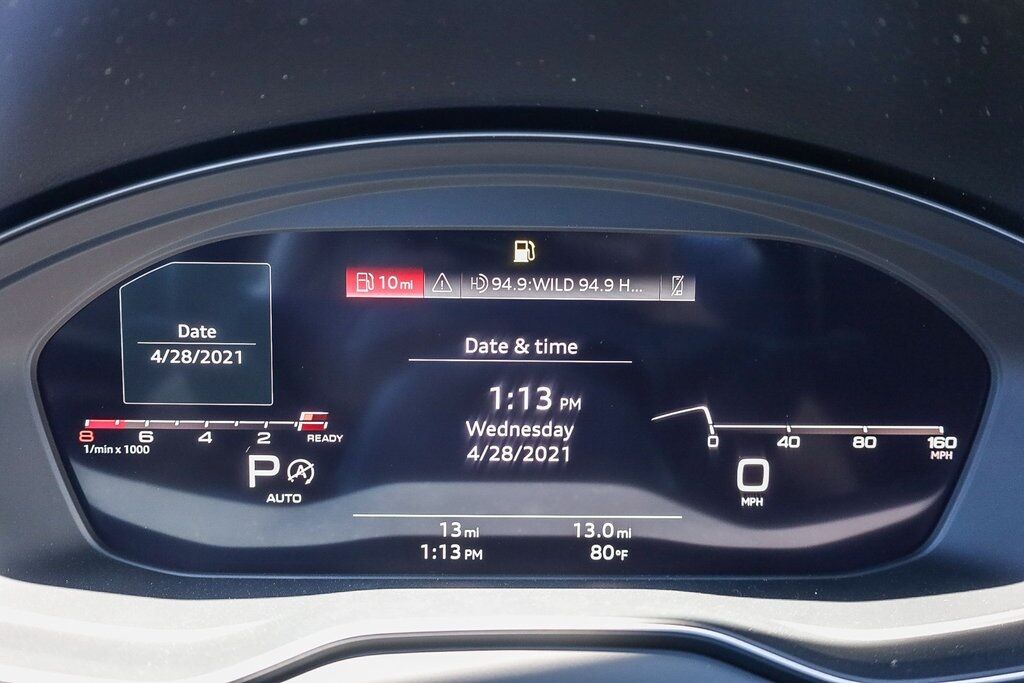 10 mi 94.9:WILD 94.9 H...
Date
4/28/2021
Date & time
1:13 PM
Wednesday
4/28/2021
8 6 4 2 READY
1/min x 1000
P A
AUTO
0 40 80 160
MPH
0
MPH
13 mi 13.0 mi
1:13 PM 80°F